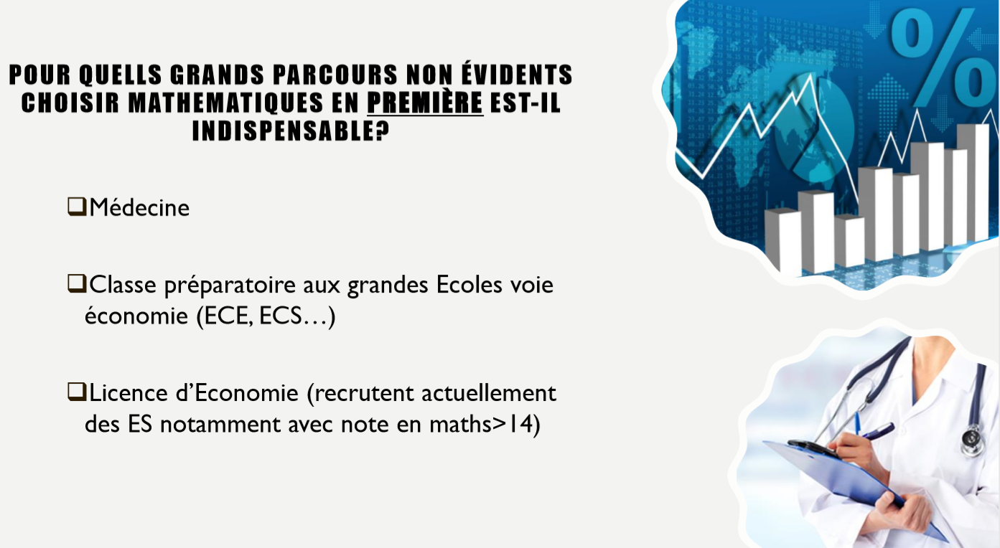 POUR QUELLS GRANDS PARCOURS NON ÉVIDENTS
CHOISIR MATHEMATIQUES EN PREMIÈRE EST-IL
INDISPENSABLE?
❑Médecine
❑Classe préparatoire aux grandes Ecoles voie
économie (ECE, ECS…)
❑Licence d’Economie (recrutent actuellement
des ES notamment avec note en maths>14)
%